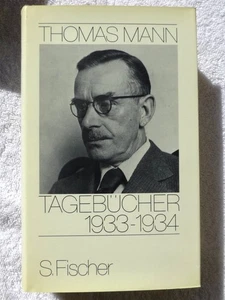 THOMAS MANN
TAGEBÜCHER
1933-1934
S. Fischer